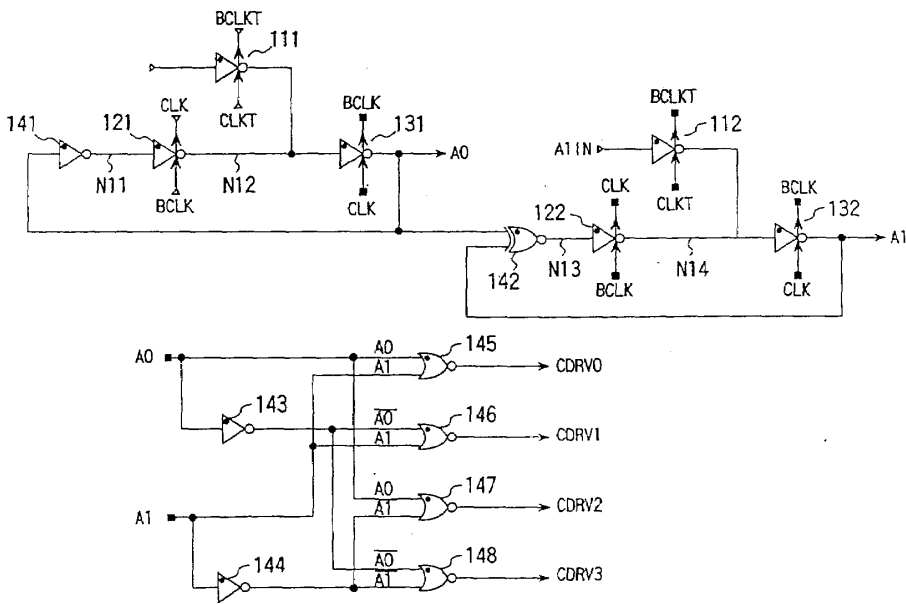 BCLKT
111
CLK
CLKT
BCLK
141
121
131
A0
N11
N12
BCLK
CLK
BCLKT
112
A1IN
CLK
CLKT
BCLK
122
132
A1
142
N13
N14
BCLK
CLK
A0
A0
145
A1
CDRV0
143
A0
146
A1
CDRV1
A0
147
A1
A1
CDRV2
144
A0
148
A1
CDRV3